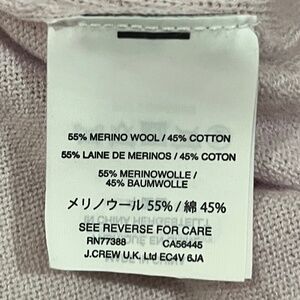 55% MERINO WOOL / 45% COTTON
55% LAINE DE MERINOS / 45% COTON
55% MERINOWOLLE /
45% BAUMWOLLE
メリノウール 55% / 綿 45%
SEE REVERSE FOR CARE
RN77388 CA56445
J.CREW U.K. Ltd EC4V 6JA